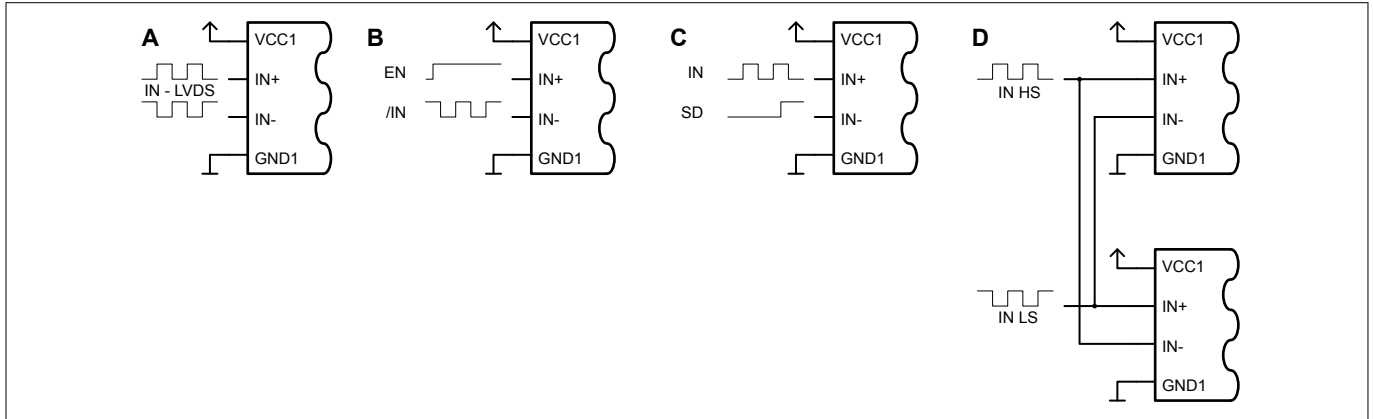 A
VCC1
IN+
IN - LVDS
IN-
GND1
B
VCC1
EN
IN+
/IN
IN-
GND1
C
VCC1
IN
IN+
SD
IN-
GND1
D
VCC1
IN+
IN HS
IN-
GND1
VCC1
IN+
IN LS
IN-
GND1